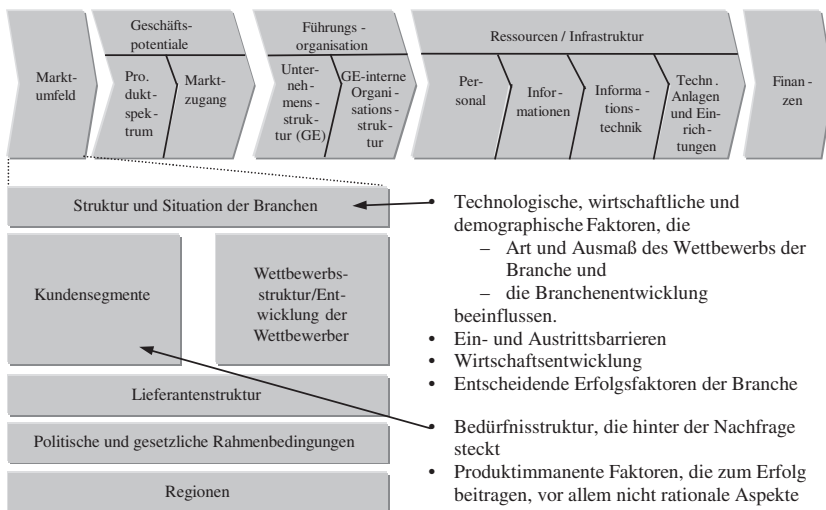 Markt-
umfeld
Geschäfts-
potentiale
Pro.
dukt-
spek -
trum
Markt-
zugang
Führungs -
organisation
Unter-
neh-
mens -
struk-
tur (GE)
GE-interne
Organi -
sations -
struk-
tur
Ressourcen / Infrastruktur
Per-
sonal
Infor -
mationen
Informa -
tions -
technik
Techn .
Anlagen
und Ein-
rich -
tungen
Finan -
zen
Struktur und Situation der Branchen
Kundensegmente
Wettbewerbs-
struktur/Ent-
wicklung der
Wettbewerber
Lieferantenstruktur
Politische und gesetzliche Rahmenbedingungen
Regionen
• Technologische, wirtschaftliche und
demographische Faktoren, die
– Art und Ausmaß des Wettbewerbs der
Branche und
– die Branchenentwicklung
beeinflussen.
• Ein- und Austrittsbarrieren
• Wirtschaftsentwicklung
• Entscheidende Erfolgsfaktoren der Branche
• Bedürfnisstruktur, die hinter der Nachfrage
steckt
• Produktimmanente Faktoren, die zum Erfolg
beitragen, vor allem nicht rationale Aspekte